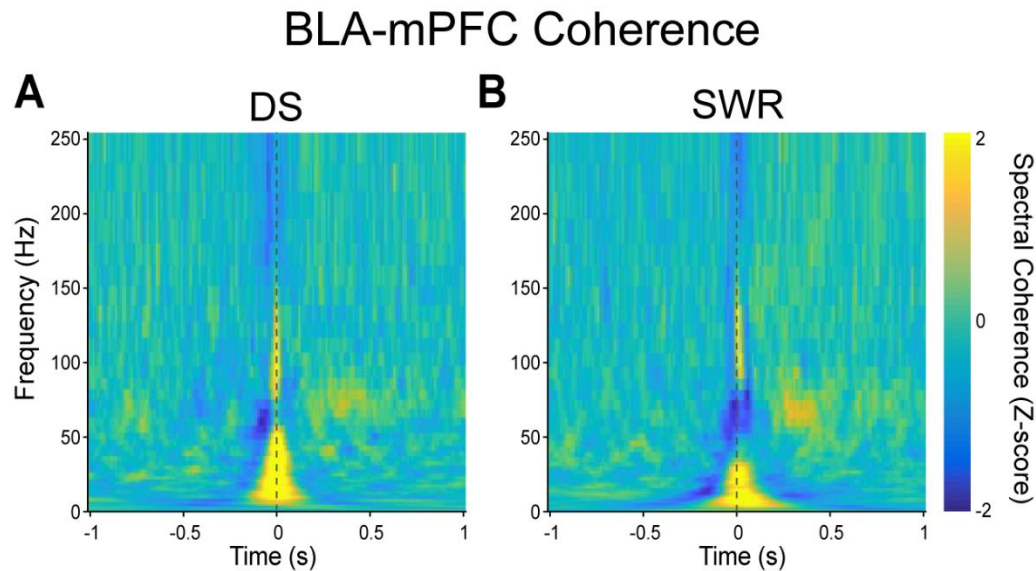 BLA-mPFC Coherence
A
DS
B
SWR
250
200
150
100
50
0
Frequency (Hz)
-1
-0.5
0
0.5
1
Time (s)
250
200
150
100
50
0
-1
-0.5
0
0.5
1
Time (s)
2
0
-2
Spectral Coherence (Z-score)